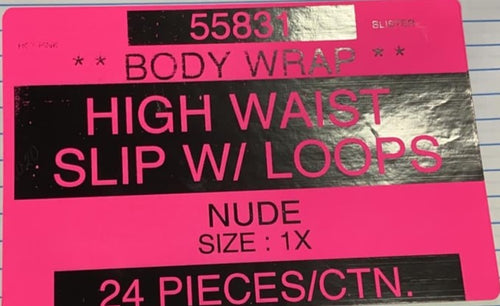 55831
** BODY WRAP **
HIGH WAIST
SLIP W/ LOOPS
NUDE
SIZE : 1X
24 PIECES/CTN.